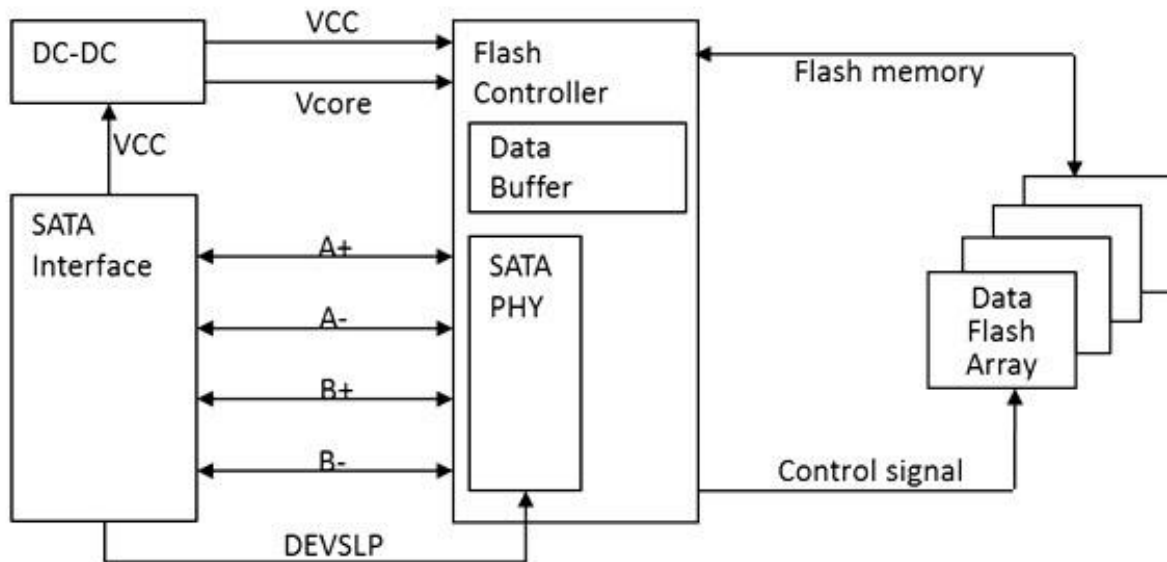 DC-DC
VCC
Vcore
VCC
SATA
Interface
A+
A-
B+
B-
DEVSLP
Flash
Controller
Data
Buffer
SATA
PHY
Flash memory
Data
Flash
Array
Control signal